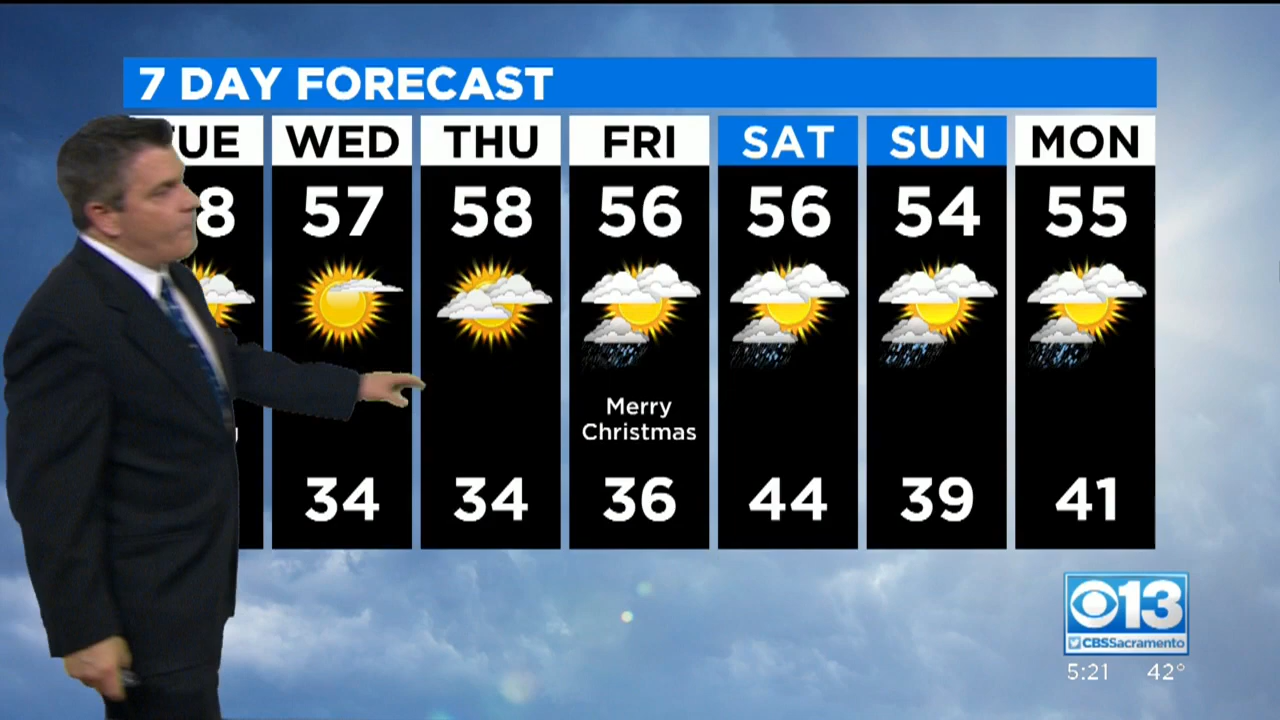 7 DAY FORECAST
WED THU FRI SAT SUN MON
57 58 56 56 54 55
Merry
Christmas
34 34 36 44 39 41
13
CBSSacramento
5:21 42°